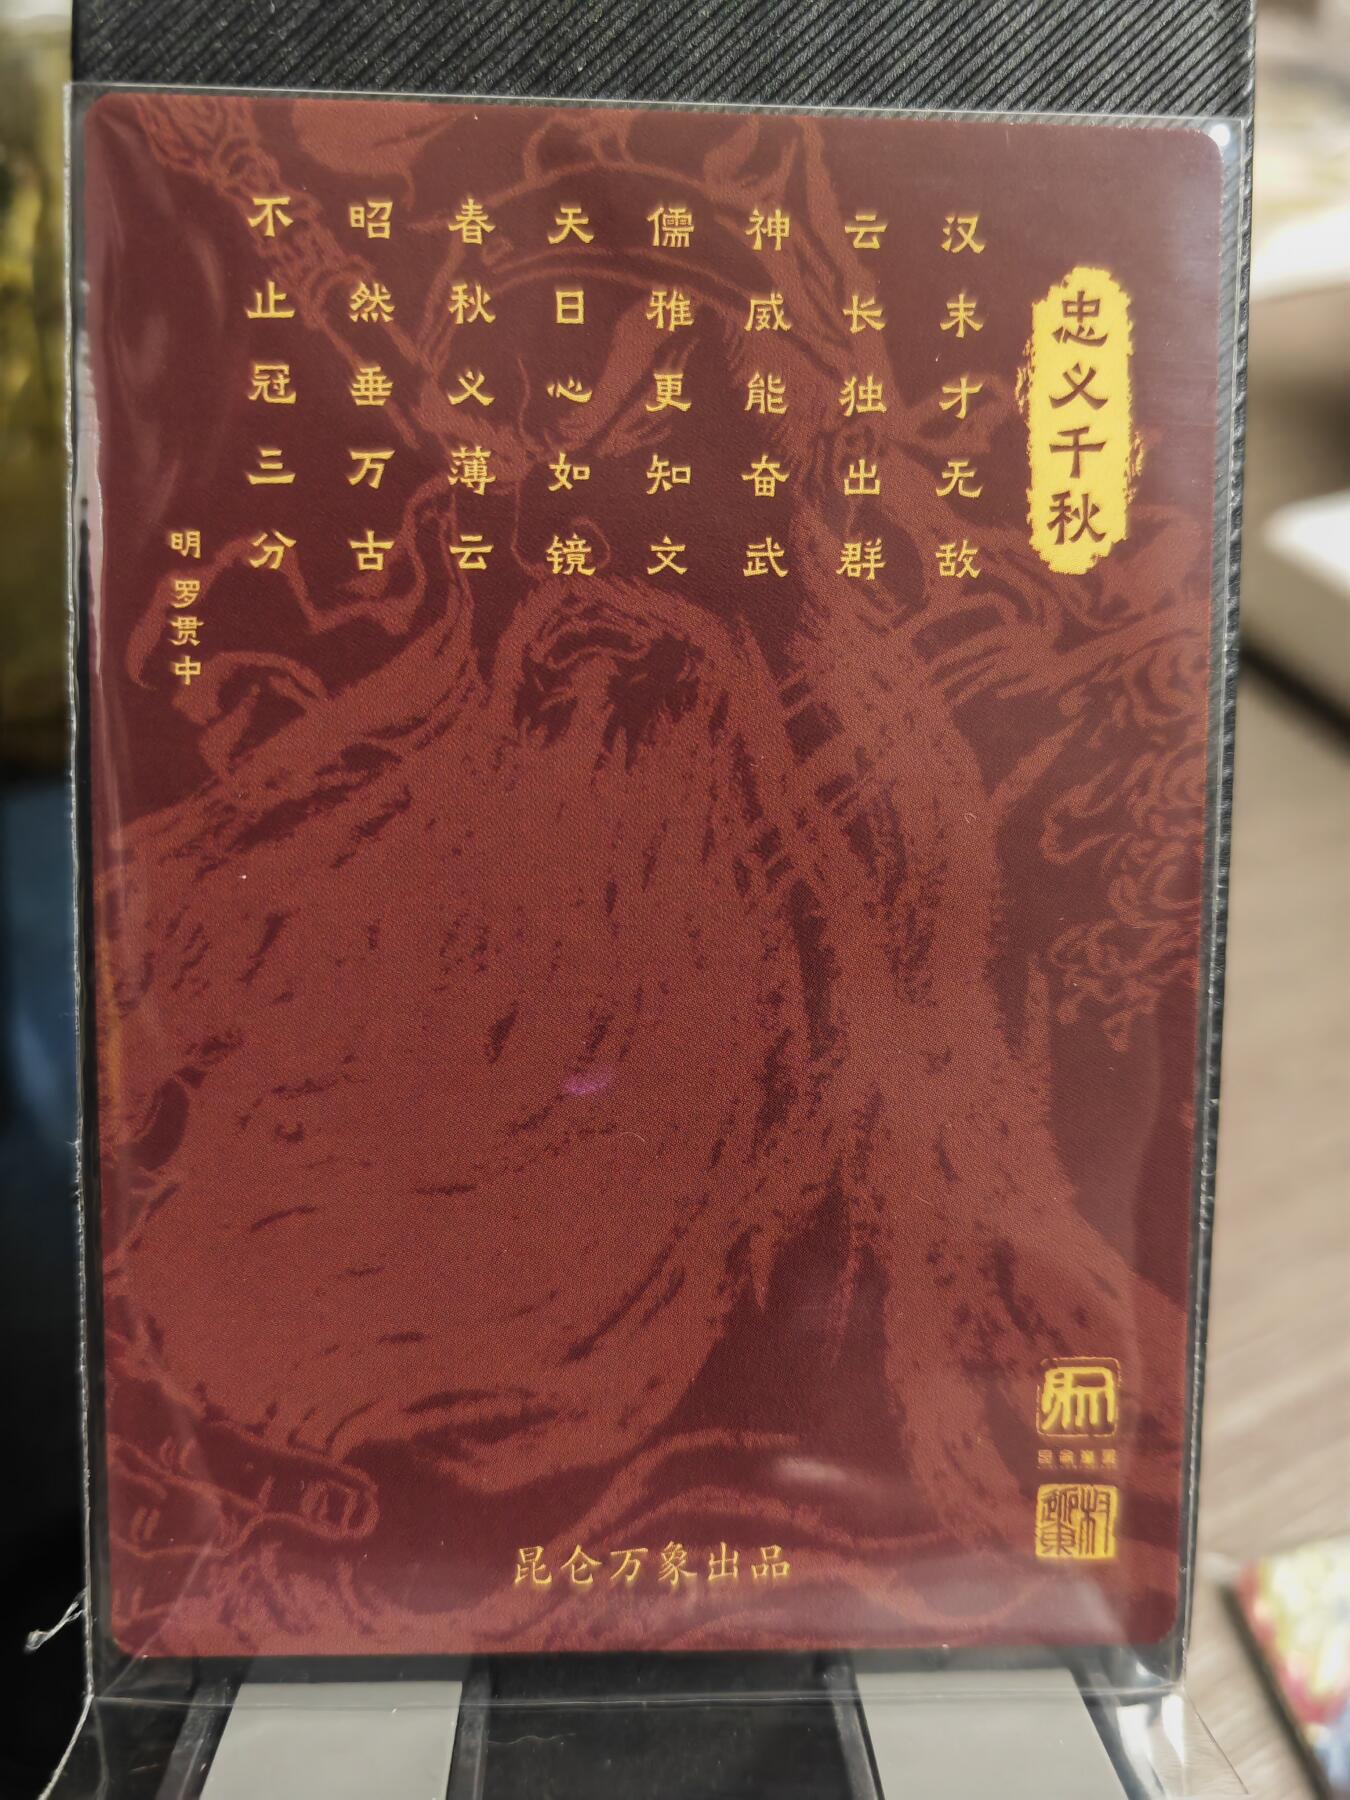 忠义千秋
汉末才无敌
云长独出群
神威能奋武
儒雅更知文
天日心如镜
春秋义薄云
昭然垂万古
不止冠三分
明 罗贯中
昆仑万象出品